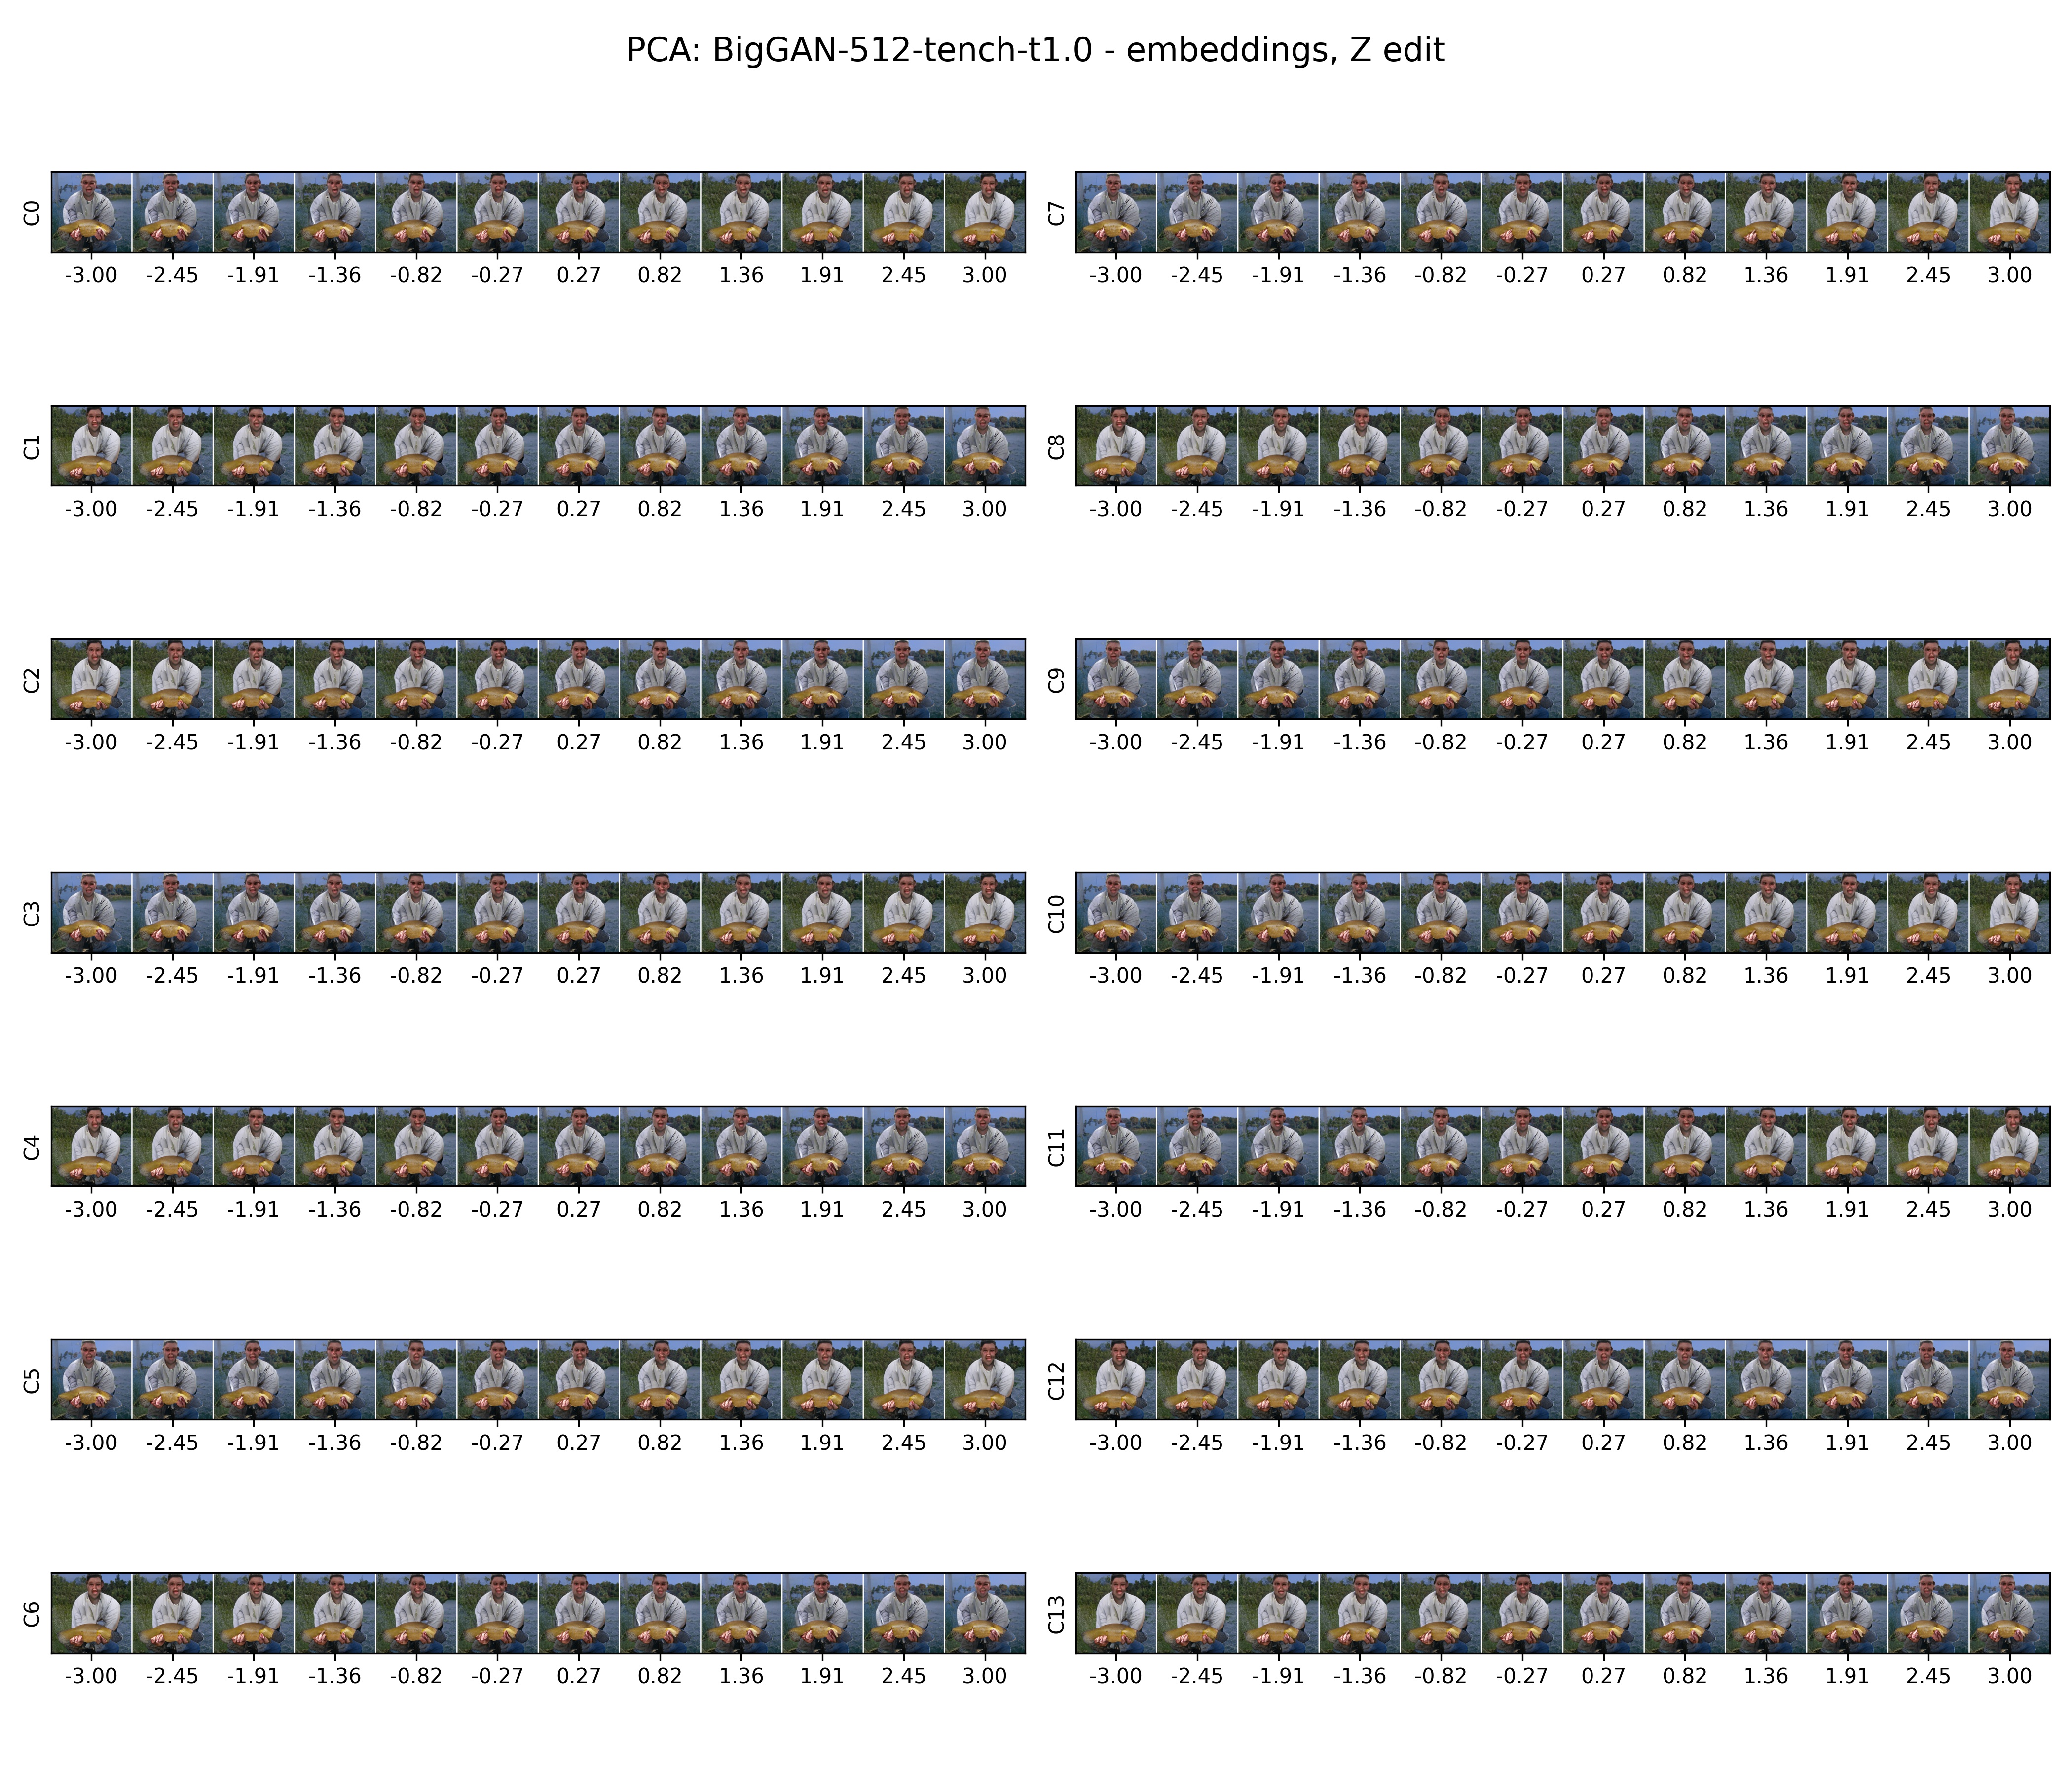 PCA: BigGAN-512-tench-t1.0 - embeddings, Z edit
C0
-3.00 -2.45 -1.91 -1.36 -0.82 -0.27 0.27 0.82 1.36 1.91 2.45 3.00
C7
-3.00 -2.45 -1.91 -1.36 -0.82 -0.27 0.27 0.82 1.36 1.91 2.45 3.00
C1
-3.00 -2.45 -1.91 -1.36 -0.82 -0.27 0.27 0.82 1.36 1.91 2.45 3.00
C8
-3.00 -2.45 -1.91 -1.36 -0.82 -0.27 0.27 0.82 1.36 1.91 2.45 3.00
C2
-3.00 -2.45 -1.91 -1.36 -0.82 -0.27 0.27 0.82 1.36 1.91 2.45 3.00
C9
-3.00 -2.45 -1.91 -1.36 -0.82 -0.27 0.27 0.82 1.36 1.91 2.45 3.00
C3
-3.00 -2.45 -1.91 -1.36 -0.82 -0.27 0.27 0.82 1.36 1.91 2.45 3.00
C10
-3.00 -2.45 -1.91 -1.36 -0.82 -0.27 0.27 0.82 1.36 1.91 2.45 3.00
C4
-3.00 -2.45 -1.91 -1.36 -0.82 -0.27 0.27 0.82 1.36 1.91 2.45 3.00
C11
-3.00 -2.45 -1.91 -1.36 -0.82 -0.27 0.27 0.82 1.36 1.91 2.45 3.00
C5
-3.00 -2.45 -1.91 -1.36 -0.82 -0.27 0.27 0.82 1.36 1.91 2.45 3.00
C12
-3.00 -2.45 -1.91 -1.36 -0.82 -0.27 0.27 0.82 1.36 1.91 2.45 3.00
C6
-3.00 -2.45 -1.91 -1.36 -0.82 -0.27 0.27 0.82 1.36 1.91 2.45 3.00
C13
-3.00 -2.45 -1.91 -1.36 -0.82 -0.27 0.27 0.82 1.36 1.91 2.45 3.00